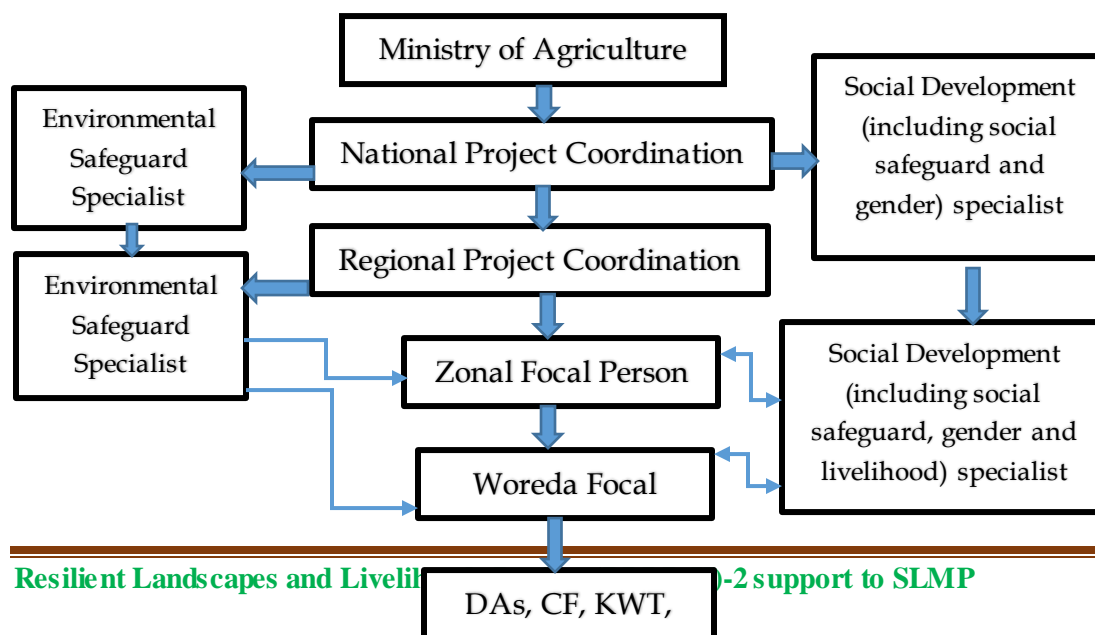 Ministry of Agriculture
Environmental
Safeguard
Specialist
National Project Coordination
Social Development
(including social
safeguard and
gender) specialist
Environmental
Safeguard
Specialist
Regional Project Coordination
Zonal Focal Person
Social Development
(including social
safeguard, gender and
livelihood) specialist
Woreda Focal
Resilient Landscapes and )-2 support to SLMP
DAs, CF, KWT,